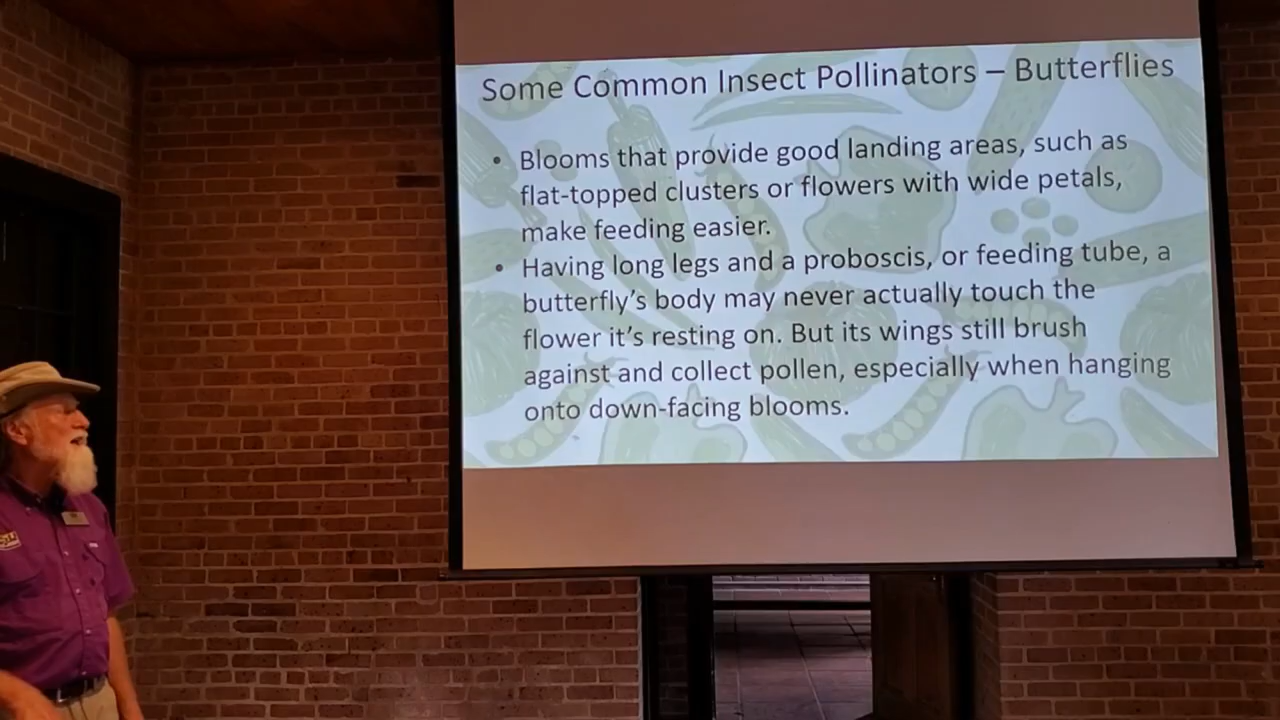 Some Common Insect Pollinators – Butterflies
• Blooms that provide good landing areas, such as
flat-topped clusters or flowers with wide petals,
make feeding easier.
• Having long legs and a proboscis, or feeding tube, a
butterfly's body may never actually touch the
flower it's resting on. But its wings still brush
against and collect pollen, especially when hanging
onto down-facing blooms.